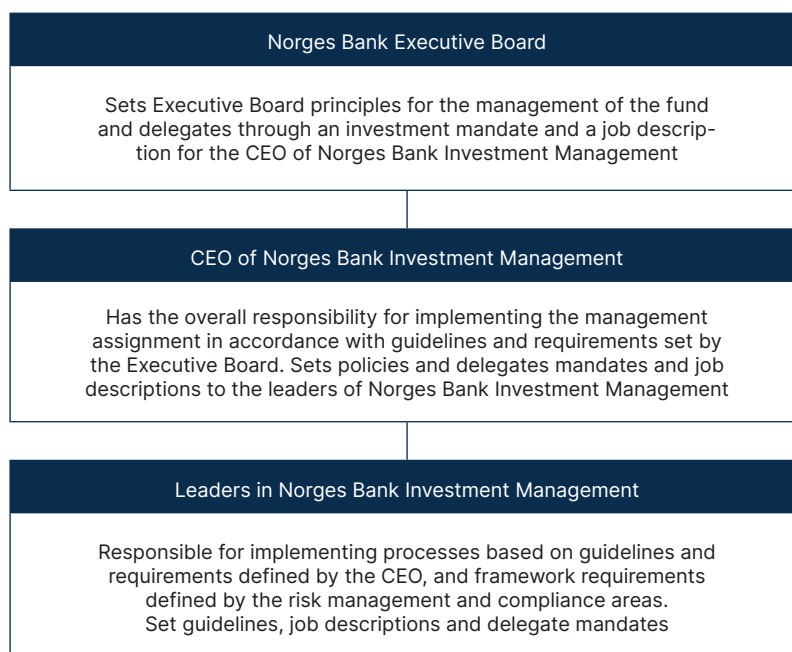 Norges Bank Executive Board
Sets Executive Board principles for the management of the fund
and delegates through an investment mandate and a job descrip-
tion for the CEO of Norges Bank Investment Management
CEO of Norges Bank Investment Management
Has the overall responsibility for implementing the management
assignment in accordance with guidelines and requirements set by
the Executive Board. Sets policies and delegates mandates and job
descriptions to the leaders of Norges Bank Investment Management
Leaders in Norges Bank Investment Management
Responsible for implementing processes based on guidelines and
requirements defined by the CEO, and framework requirements
defined by the risk management and compliance areas.
Set guidelines, job descriptions and delegate mandates